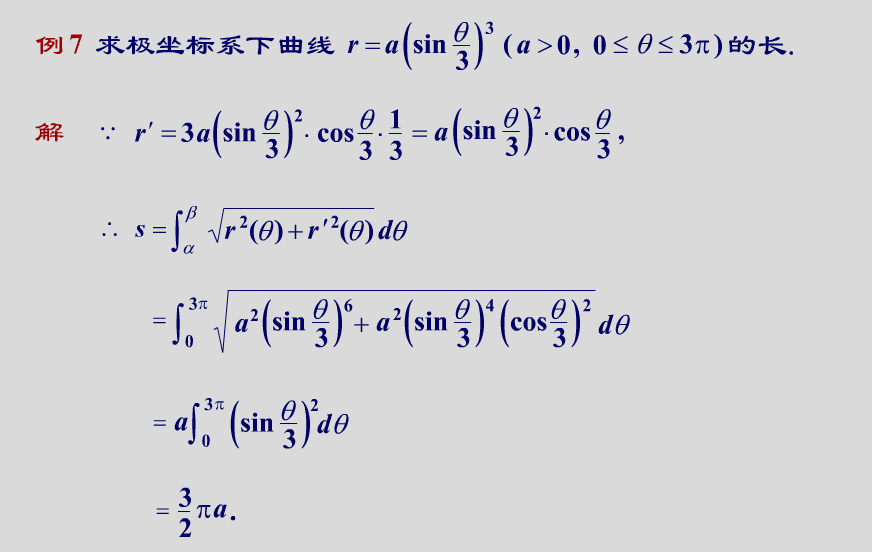 例 7 求极坐标系下曲线 r = a(sin θ/3)³ ( a > 0, 0 ≤ θ ≤ 3π ) 的长.
解 ∵ r′ = 3a(sin θ/3)² · cos θ/3 · 1/3 = a(sin θ/3)² · cos θ/3 ,
∴ s = ∫_α^β √(r²(θ) + r′²(θ)) dθ
= ∫_0^{3π} √(a²(sin θ/3)⁶ + a²(sin θ/3)⁴(cos θ/3)²) dθ
= a∫_0^{3π} (sin θ/3)² dθ
= 3/2 πa .